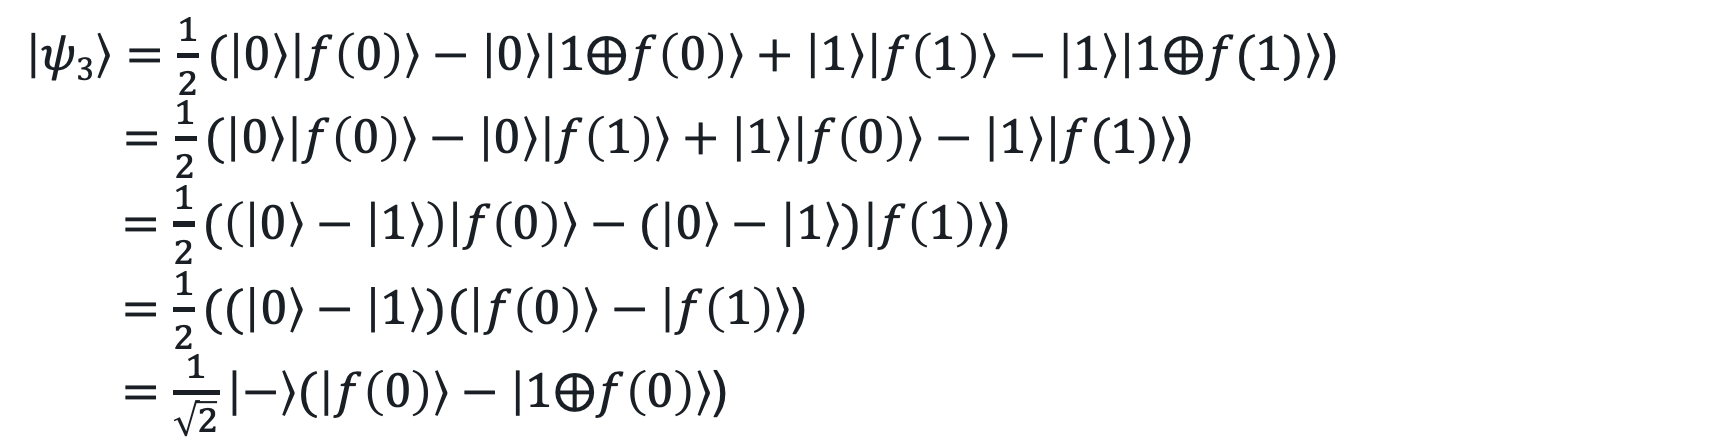 |ψ₃⟩ = 1/2 (|0⟩|f(0)⟩ − |0⟩|1⊕f(0)⟩ + |1⟩|f(1)⟩ − |1⟩|1⊕f(1)⟩)
= 1/2 (|0⟩|f(0)⟩ − |0⟩|f(1)⟩ + |1⟩|f(0)⟩ − |1⟩|f(1)⟩)
= 1/2 ((|0⟩ − |1⟩)|f(0)⟩ − (|0⟩ − |1⟩)|f(1)⟩)
= 1/2 ((|0⟩ − |1⟩)(|f(0)⟩ − |f(1)⟩)
= 1/√2 |−⟩(|f(0)⟩ − |1⊕f(0)⟩)